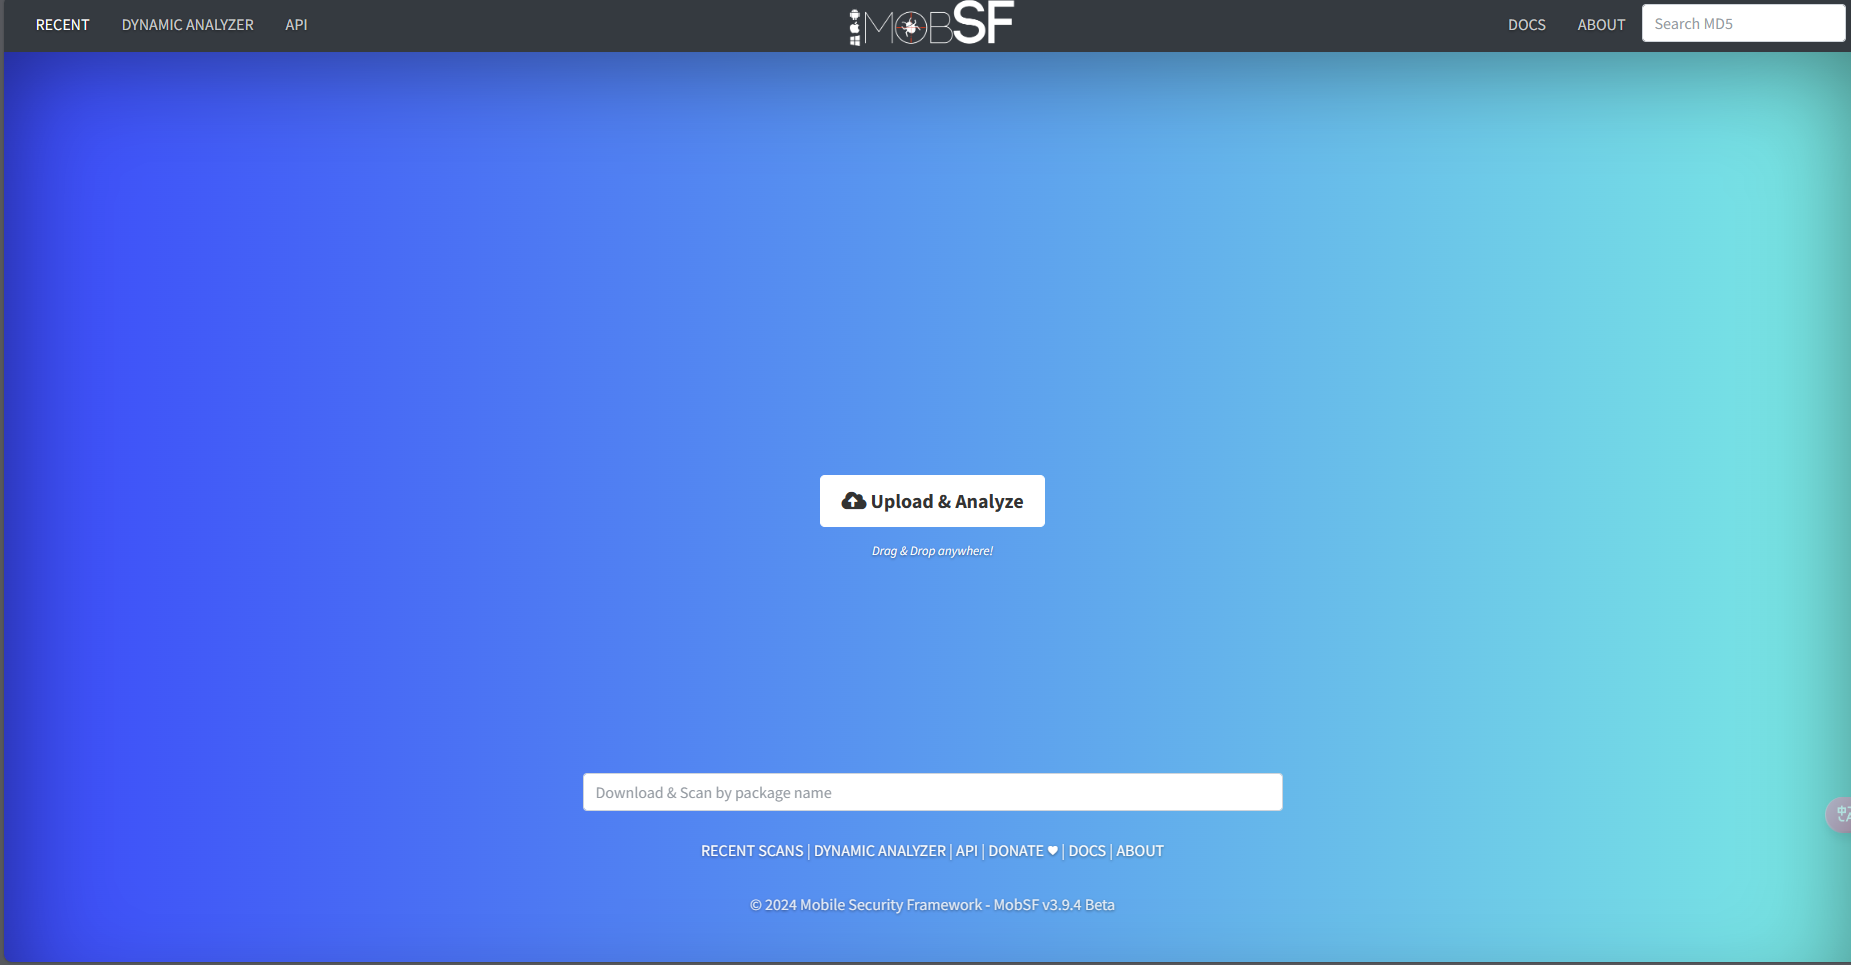 RECENT DYNAMIC ANALYZER API MOBSF DOCS ABOUT Search MD5
Upload & Analyze
Drag & Drop anywhere!
Download & Scan by package name
RECENT SCANS | DYNAMIC ANALYZER | API | DONATE ♥ | DOCS | ABOUT
© 2024 Mobile Security Framework - MobSF v3.9.4 Beta